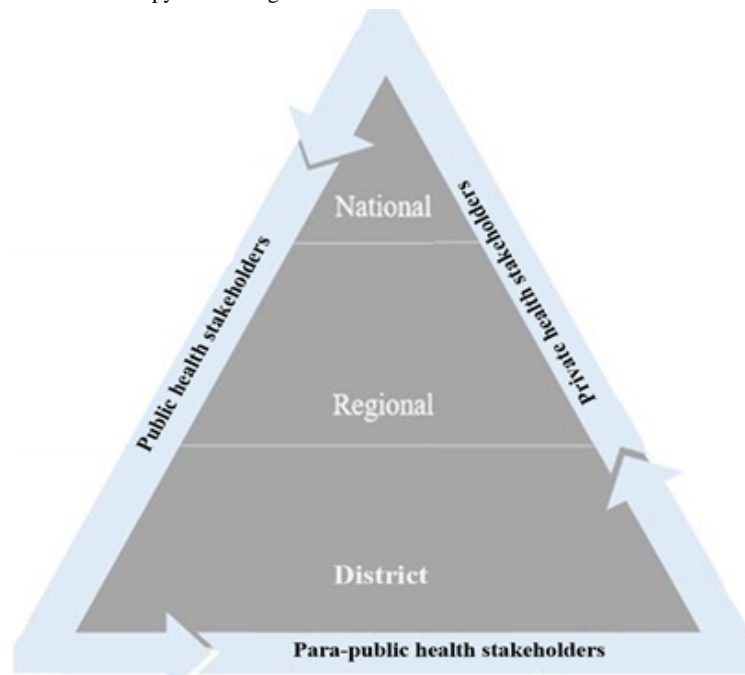 National
Public health stakeholders
Private health stakeholders
Regional
District
Para-public health stakeholders